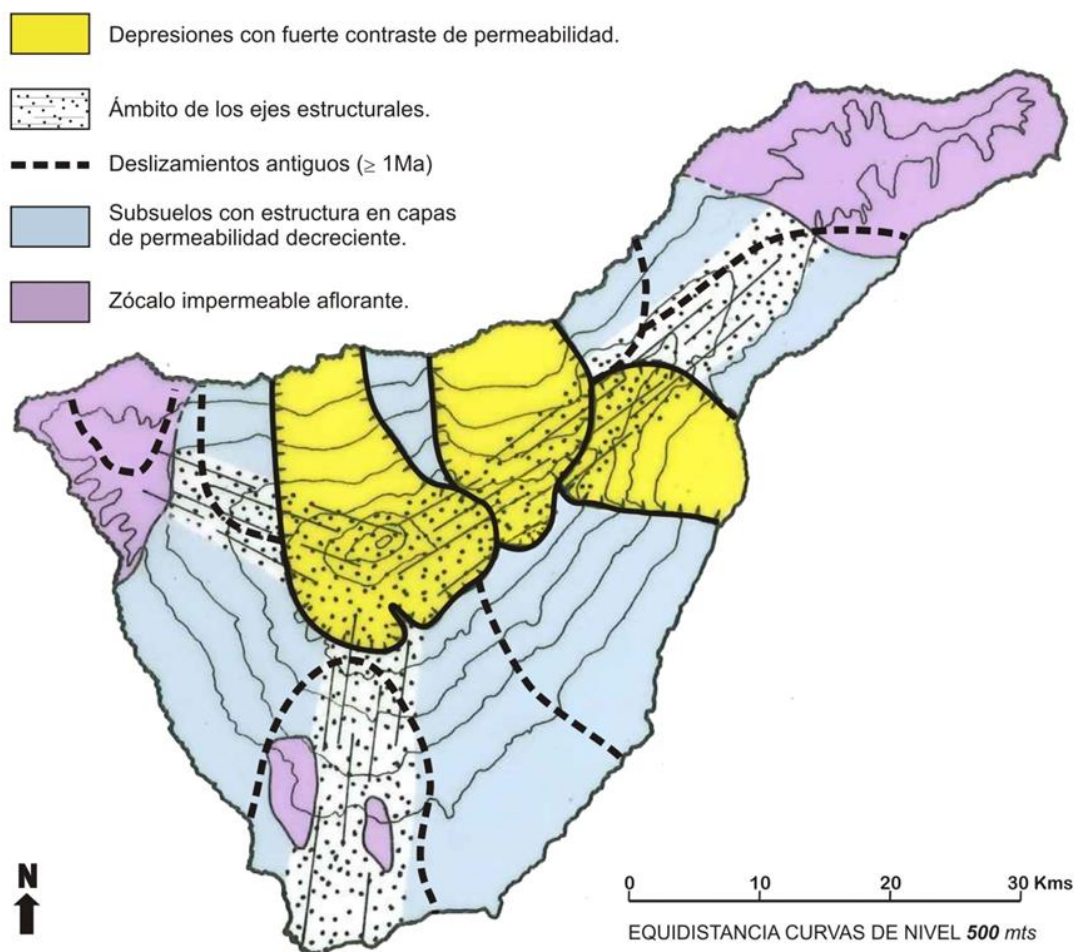 Depresiones con fuerte contraste de permeabilidad.
Ámbito de los ejes estructurales.
Deslizamientos antiguos (≥ 1Ma)
Subsuelos con estructura en capas
de permeabilidad decreciente.
Zócalo impermeable aflorante.
N
0 10 20 30 Kms
EQUIDISTANCIA CURVAS DE NIVEL 500 mts